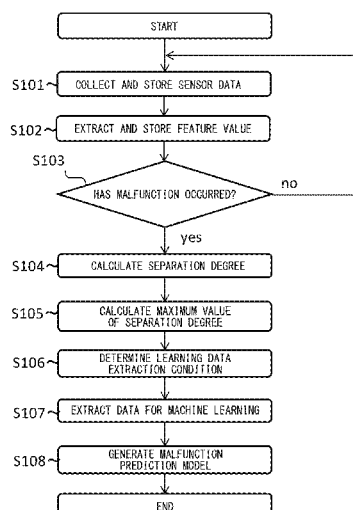 START
S101
COLLECT AND STORE SENSOR DATA
S102
EXTRACT AND STORE FEATURE VALUE
S103
HAS MALFUNCTION OCCURRED?
no
yes
S104
CALCULATE SEPARATION DEGREE
S105
CALCULATE MAXIMUM VALUE
OF SEPARATION DEGREE
S106
DETERMINE LEARNING DATA
EXTRACTION CONDITION
S107
EXTRACT DATA FOR MACHINE LEARNING
S108
GENERATE MALFUNCTION
PREDICTION MODEL
END